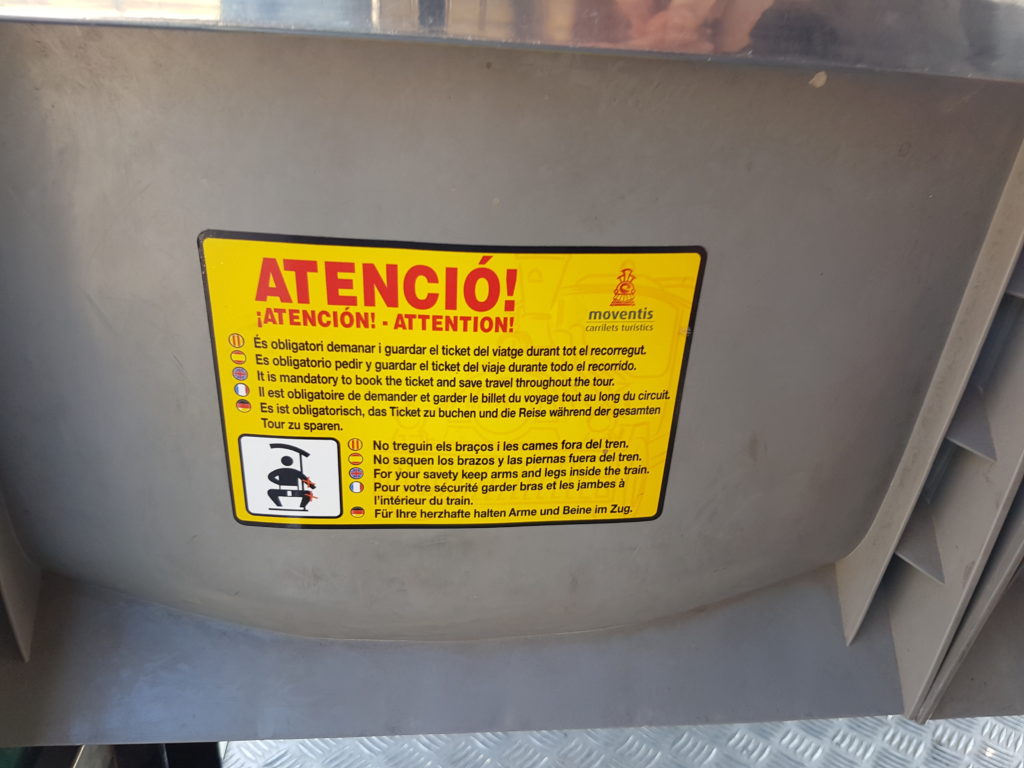 ATENCIÓ!
¡ATENCIÓN! - ATTENTION!
moventis
carrilets turístics
És obligatori demanar i guardar el ticket del viatge durant tot el recorregut.
Es obligatorio pedir y guardar el ticket del viaje durante todo el recorrido.
It is mandatory to book the ticket and save travel throughout the tour.
Il est obligatoire de demander et garder le billet du voyage tout au long du circuit.
Es ist obligatorisch, das Ticket zu buchen und die Reise während der gesamten
Tour zu sparen.
No treguin els braços i les cames fora del tren.
No saquen los brazos y las piernas fuera del tren.
For your savety keep arms and legs inside the train.
Pour votre sécurité garder bras et les jambes à
l'intérieur du train.
Für Ihre herzhafte halten Arme und Beine im Zug.